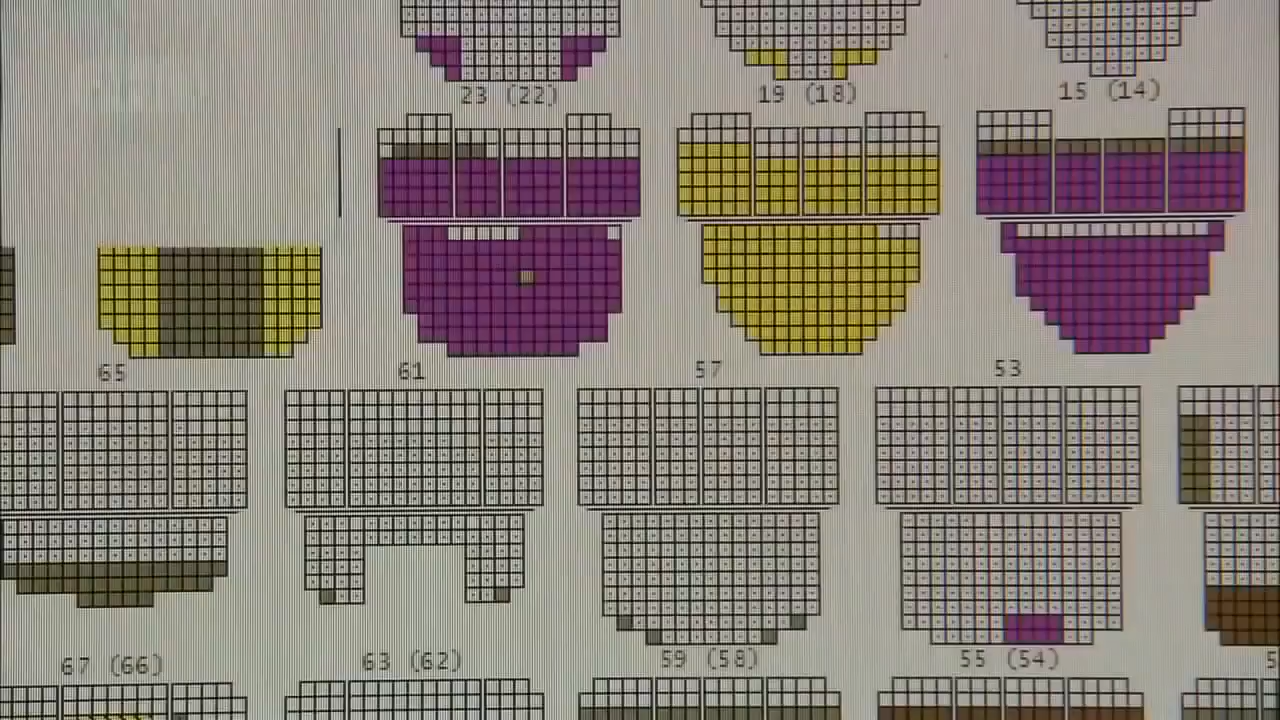 23 (22) 19 (18) 15 (14)
65 61 57 53
67 (66) 63 (62) 59 (58) 55 (54)